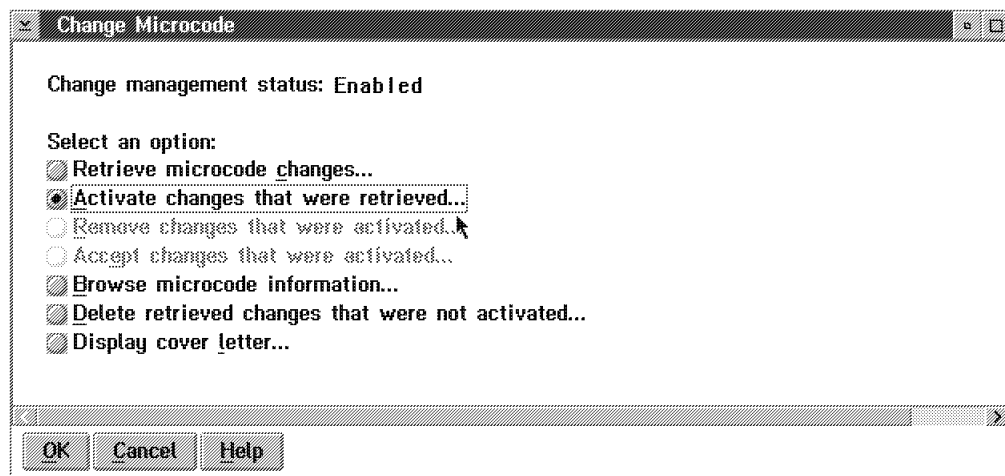 Change Microcode
Change management status: Enabled
Select an option:
Retrieve microcode changes...
Activate changes that were retrieved...
Remove changes that were activated...
Accept changes that were activated...
Browse microcode information...
Delete retrieved changes that were not activated...
Display cover letter...
OK Cancel Help